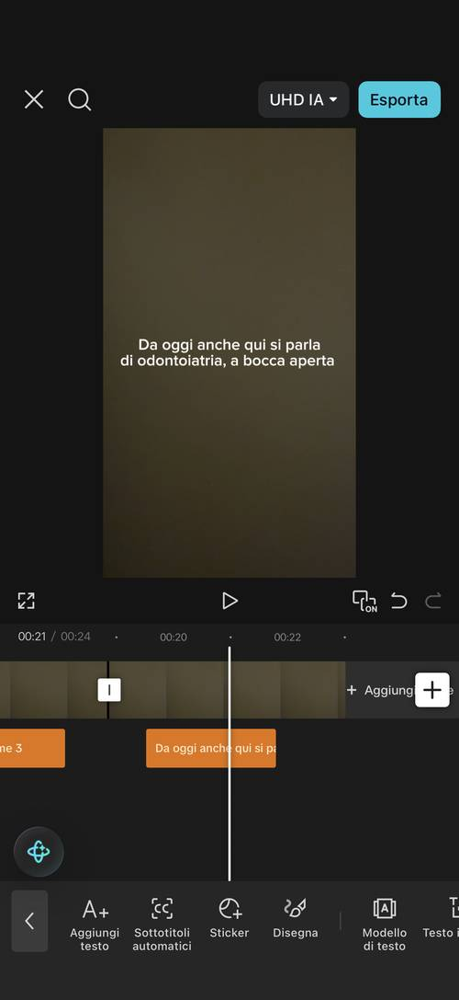 UHD IA
Esporta
Da oggi anche qui si parla
di odontoiatria, a bocca aperta
ON
00:21 / 00:24
00:20
00:22
Aggiungi
me 3
Da oggi anche qui si pa
Aggiungi
testo
Sottotitoli
automatici
Sticker
Disegna
Modello
di testo
Testo i